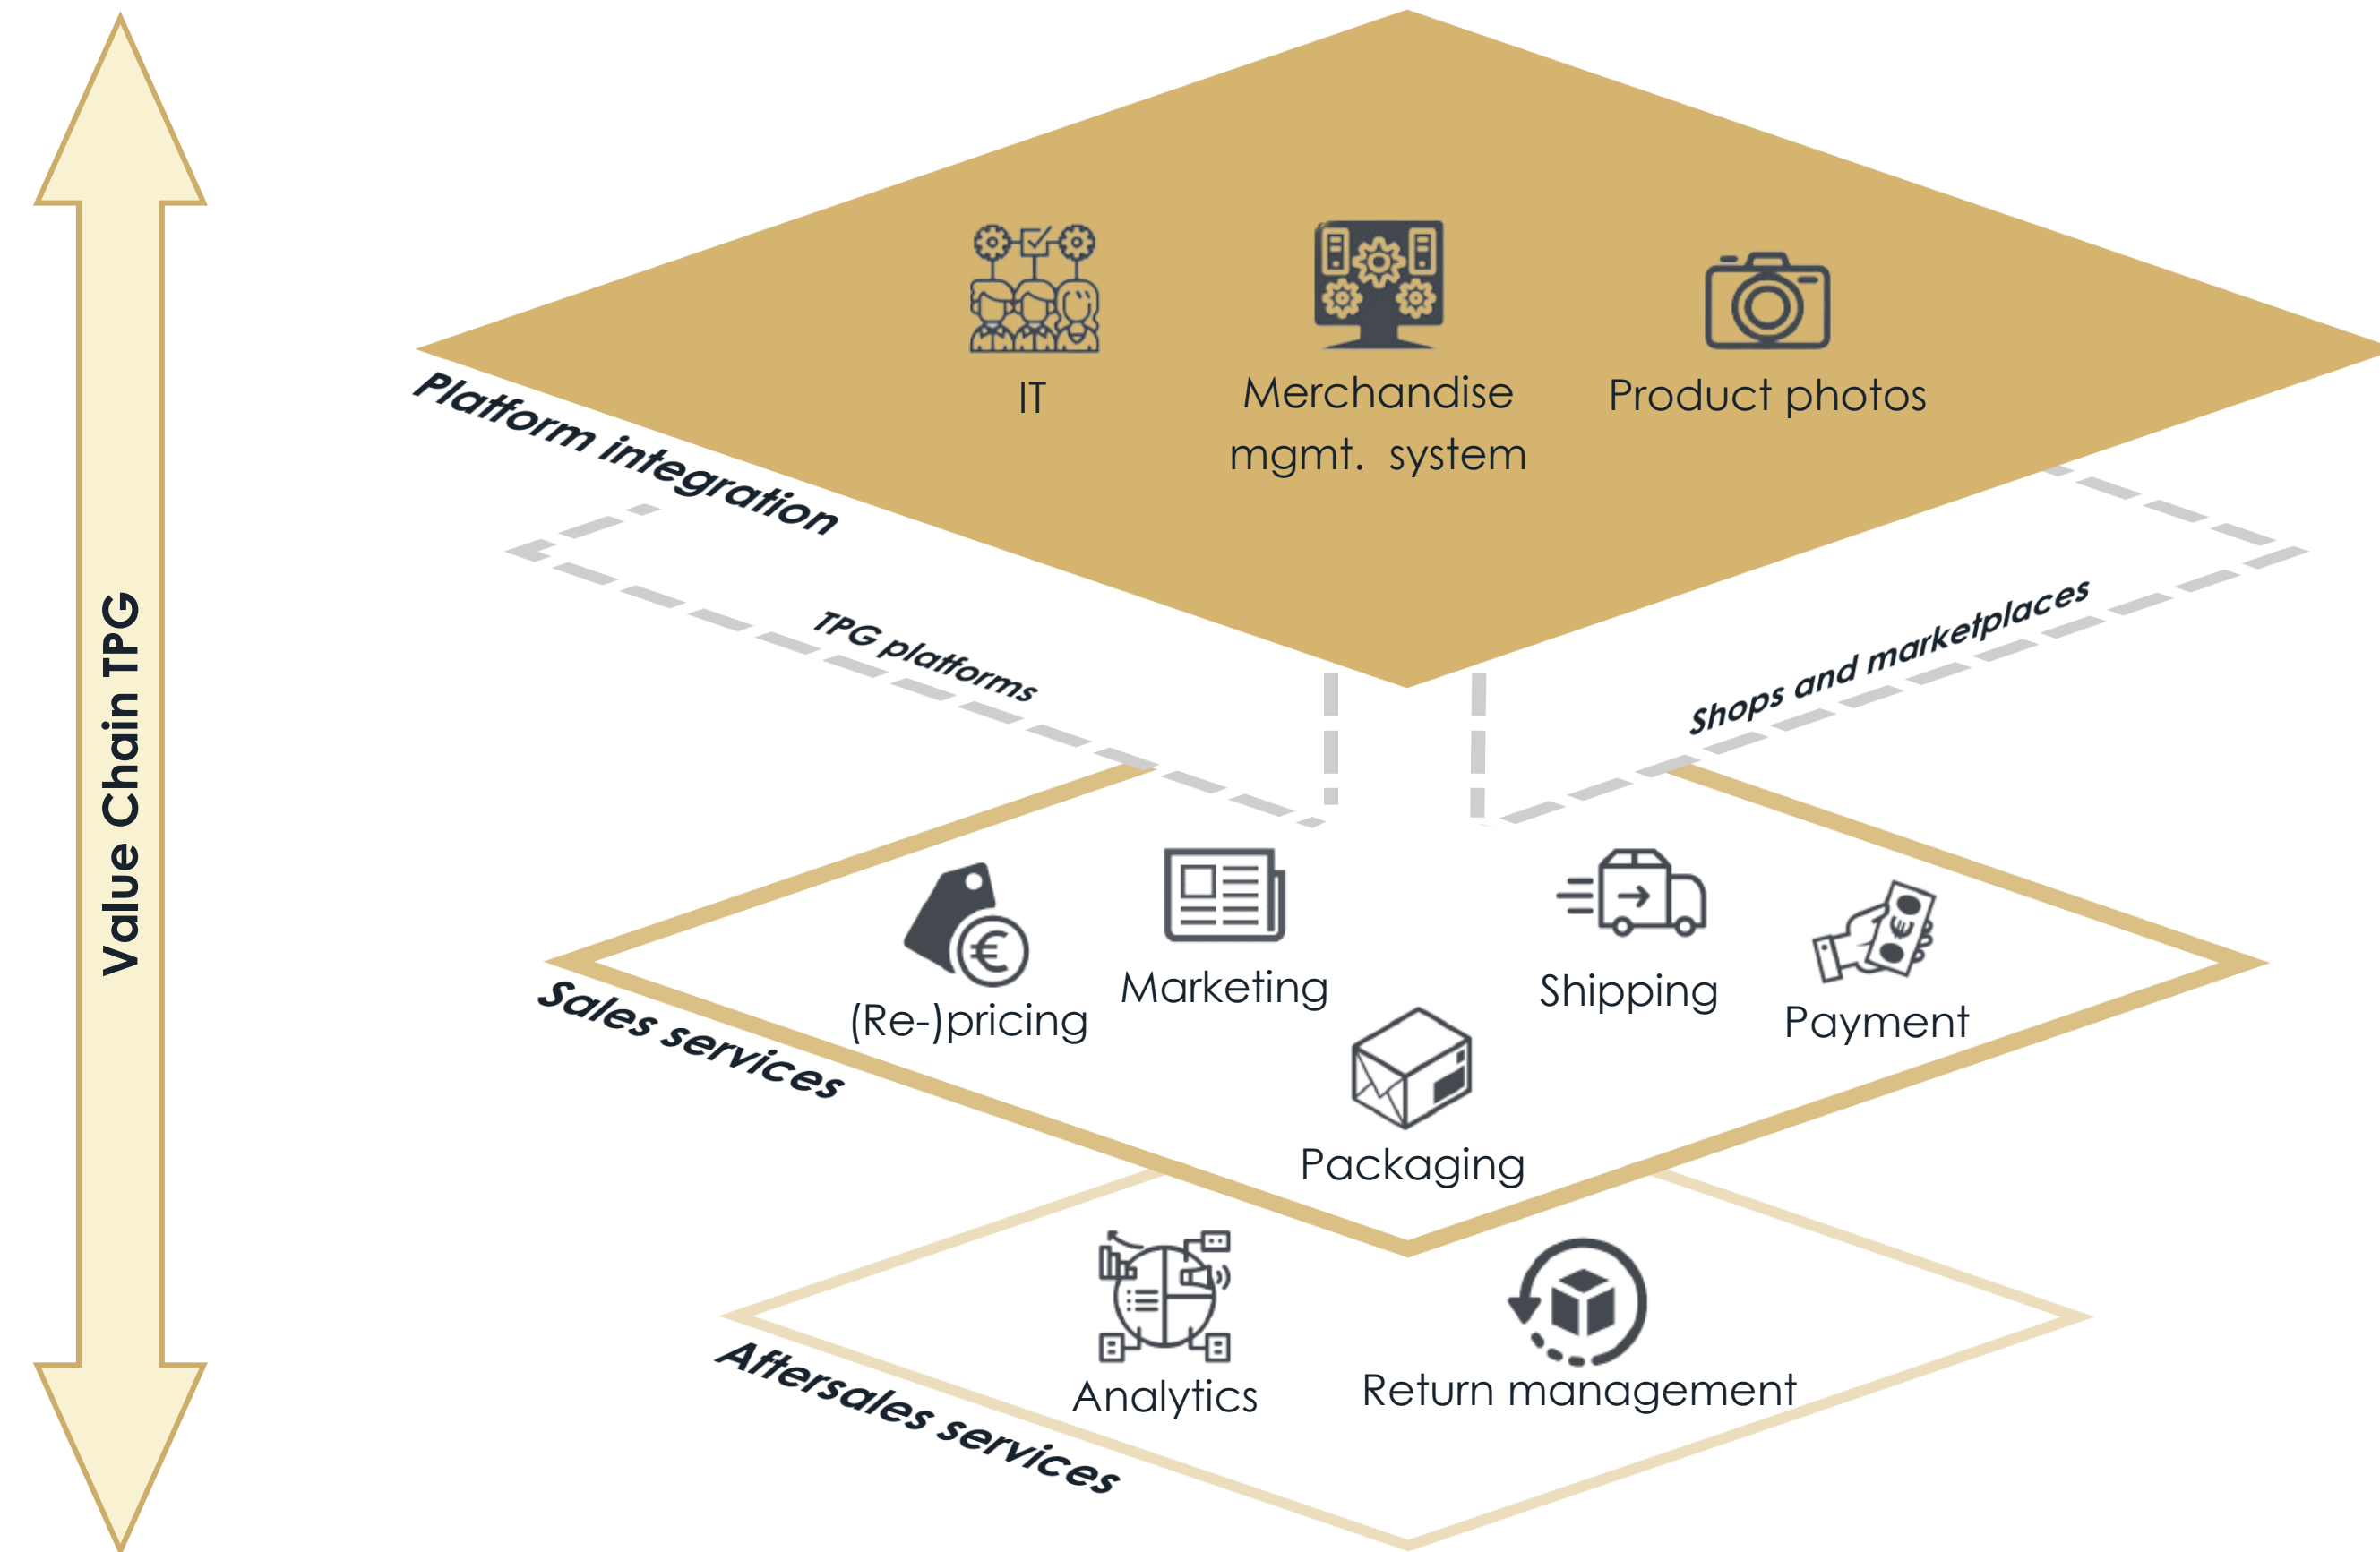 Value Chain TPG
IT
Merchandise
mgmt. system
Product photos
Platform integration
TPG platforms
Shops and marketplaces
(Re-)pricing
Marketing
Shipping
Payment
Packaging
Sales services
Analytics
Return management
Aftersales services